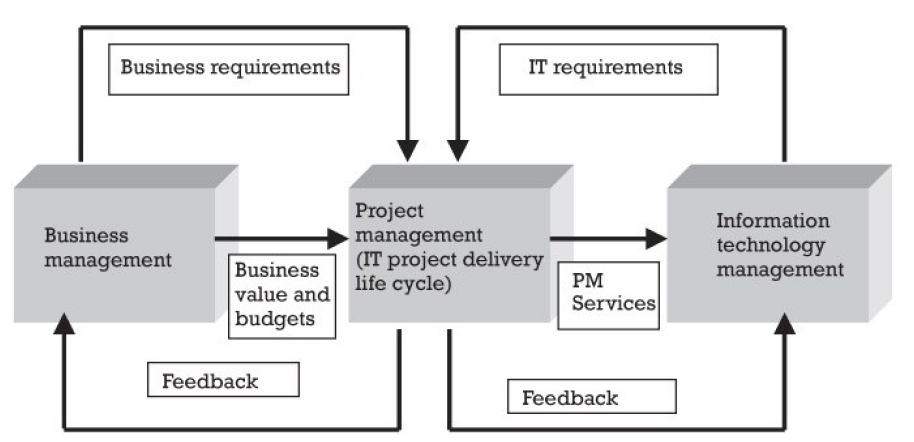 Business requirements
IT requirements
Business
management
Business
value and
budgets
Project
management
(IT project delivery
life cycle)
PM
Services
Information
technology
management
Feedback
Feedback